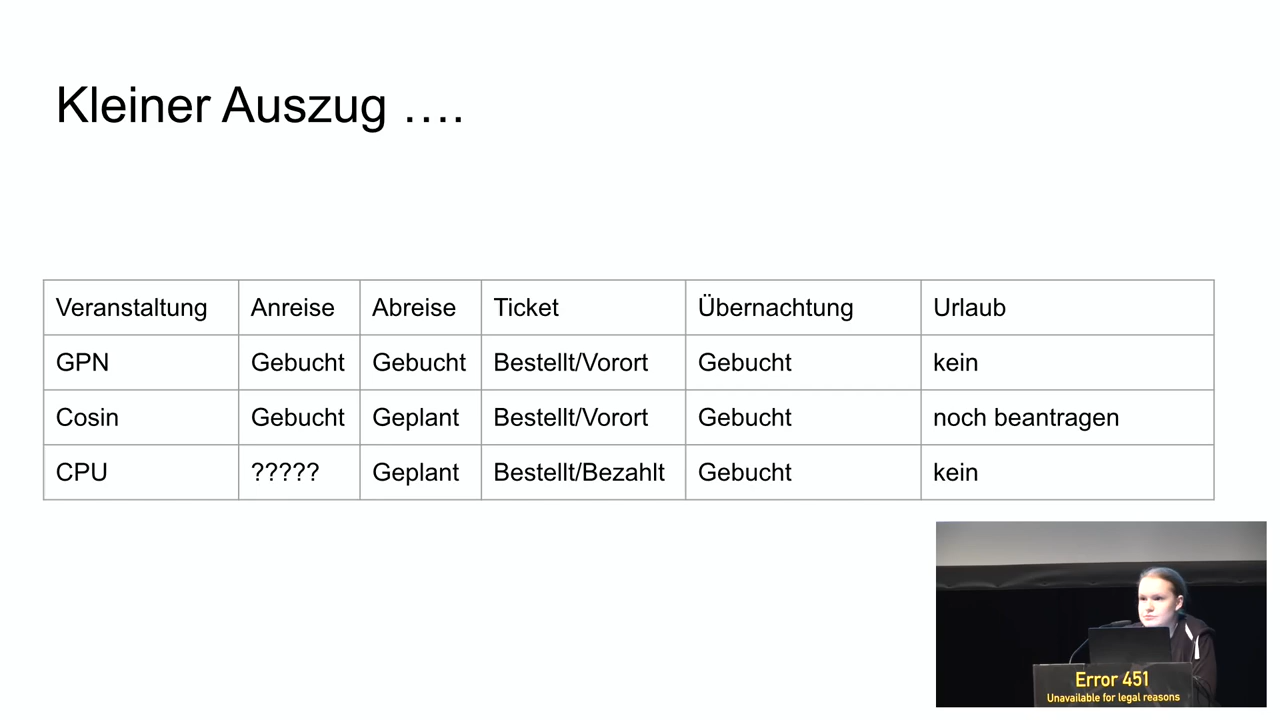 Kleiner Auszug ….
Veranstaltung Anreise Abreise Ticket Übernachtung Urlaub
GPN Gebucht Gebucht Bestellt/Vorort Gebucht kein
Cosin Gebucht Geplant Bestellt/Vorort Gebucht noch beantragen
CPU ????? Geplant Bestellt/Bezahlt Gebucht kein
Error 451
Unavailable for legal reasons